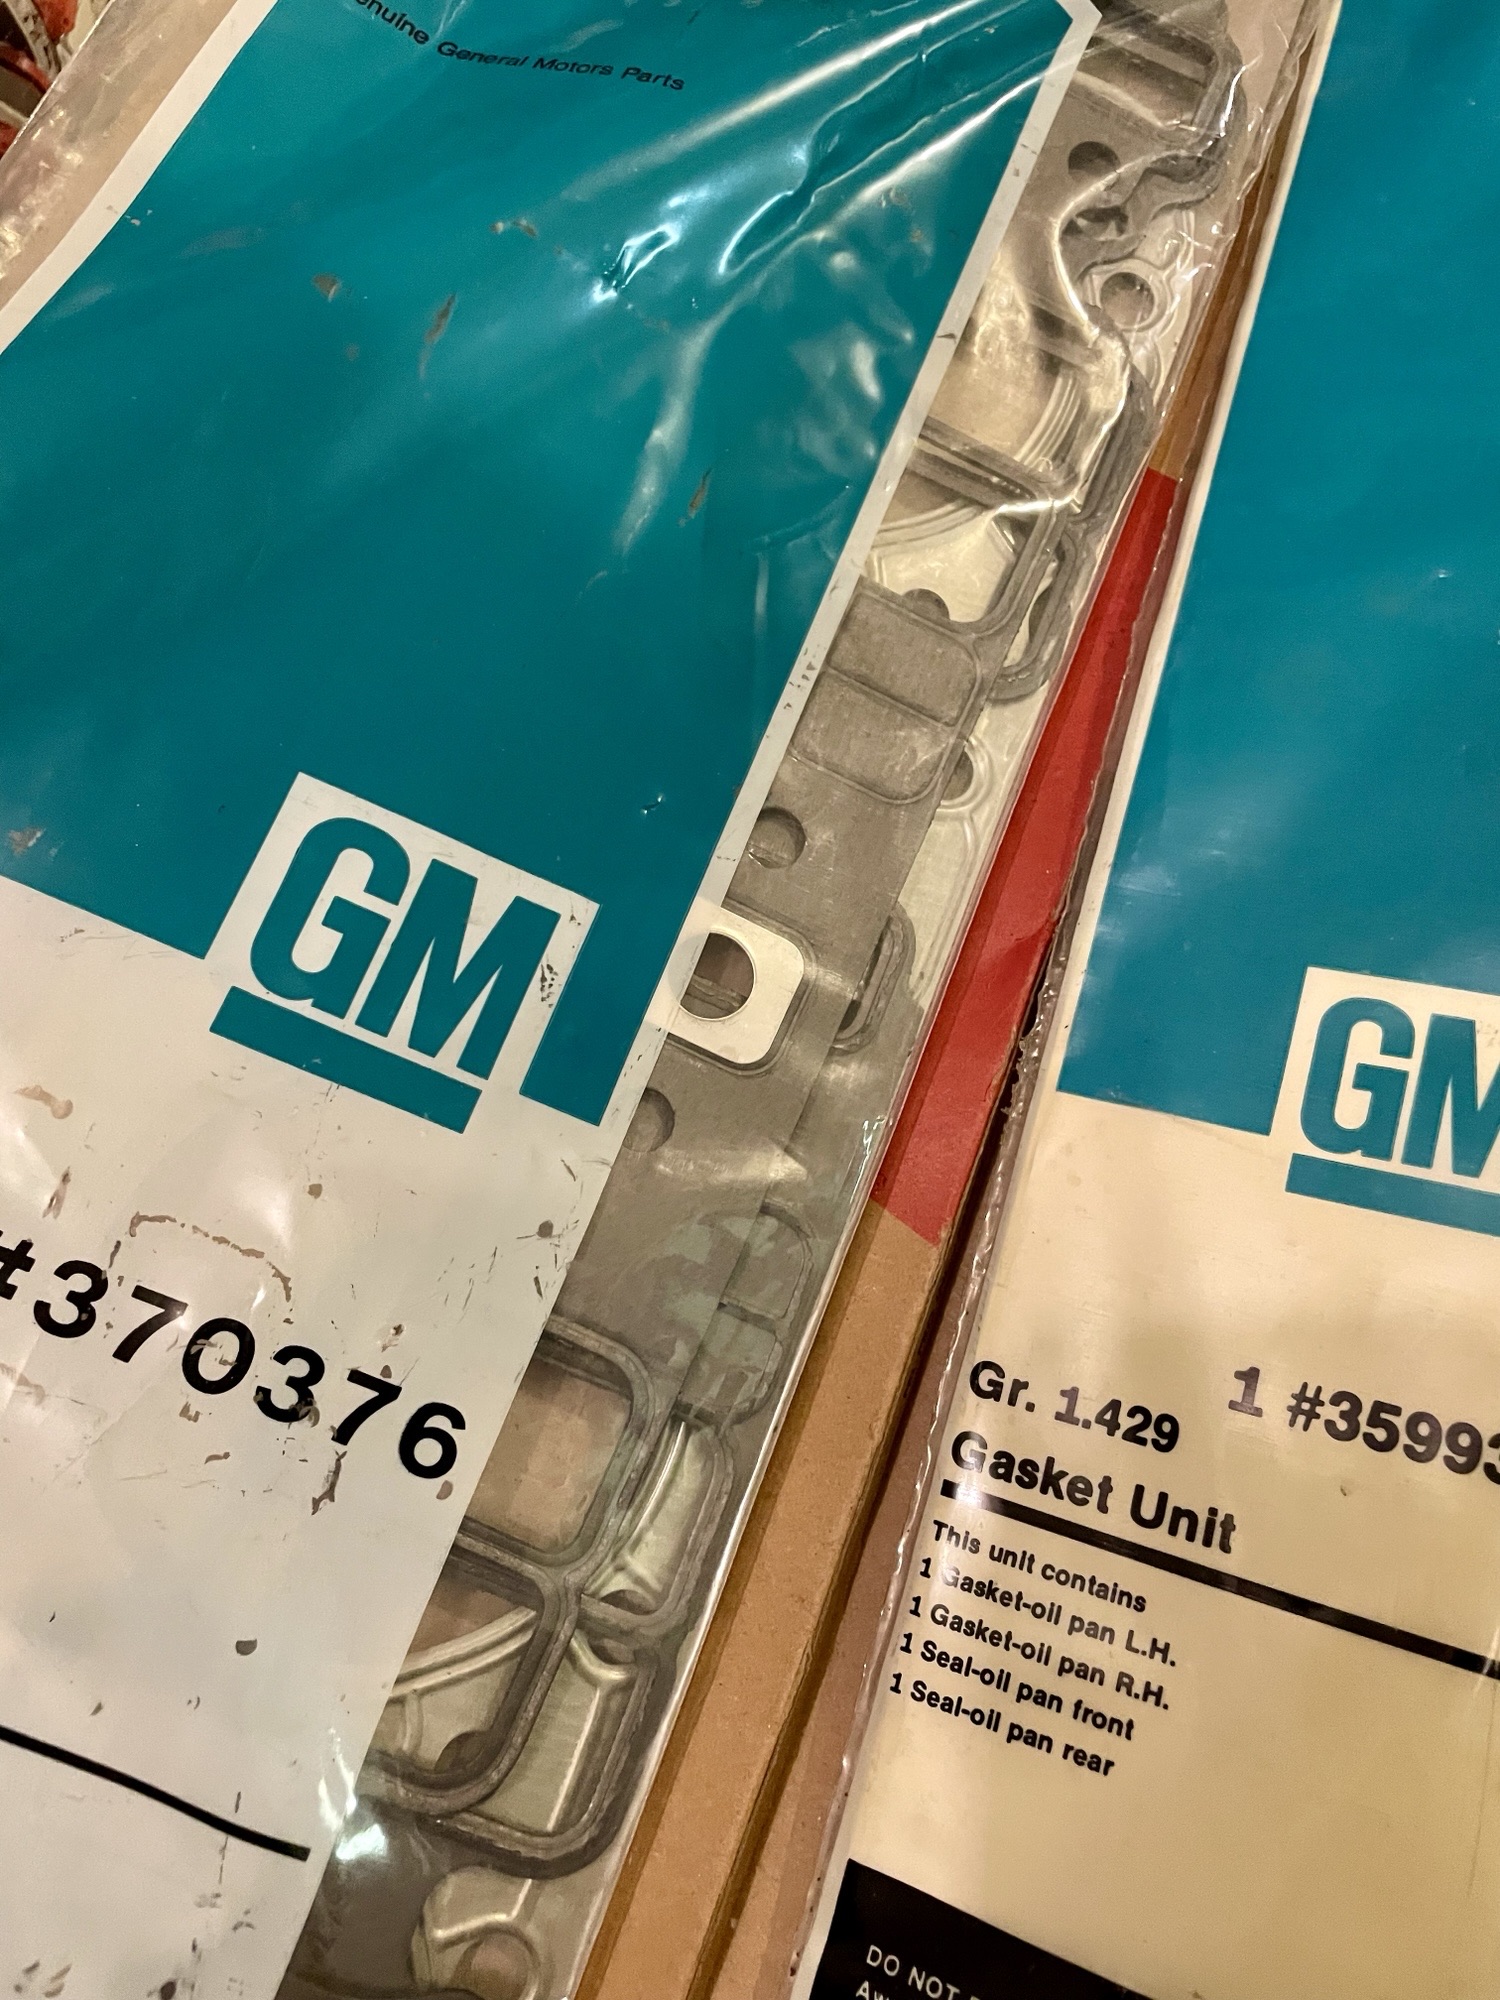 General Motors Parts
GM
#370376
GM
Gr. 1.429
1 #35993
Gasket Unit
This unit contains
1 Gasket-oil pan L.H.
1 Gasket-oil pan R.H.
1 Seal-oil pan front
1 Seal-oil pan rear
DO NOT